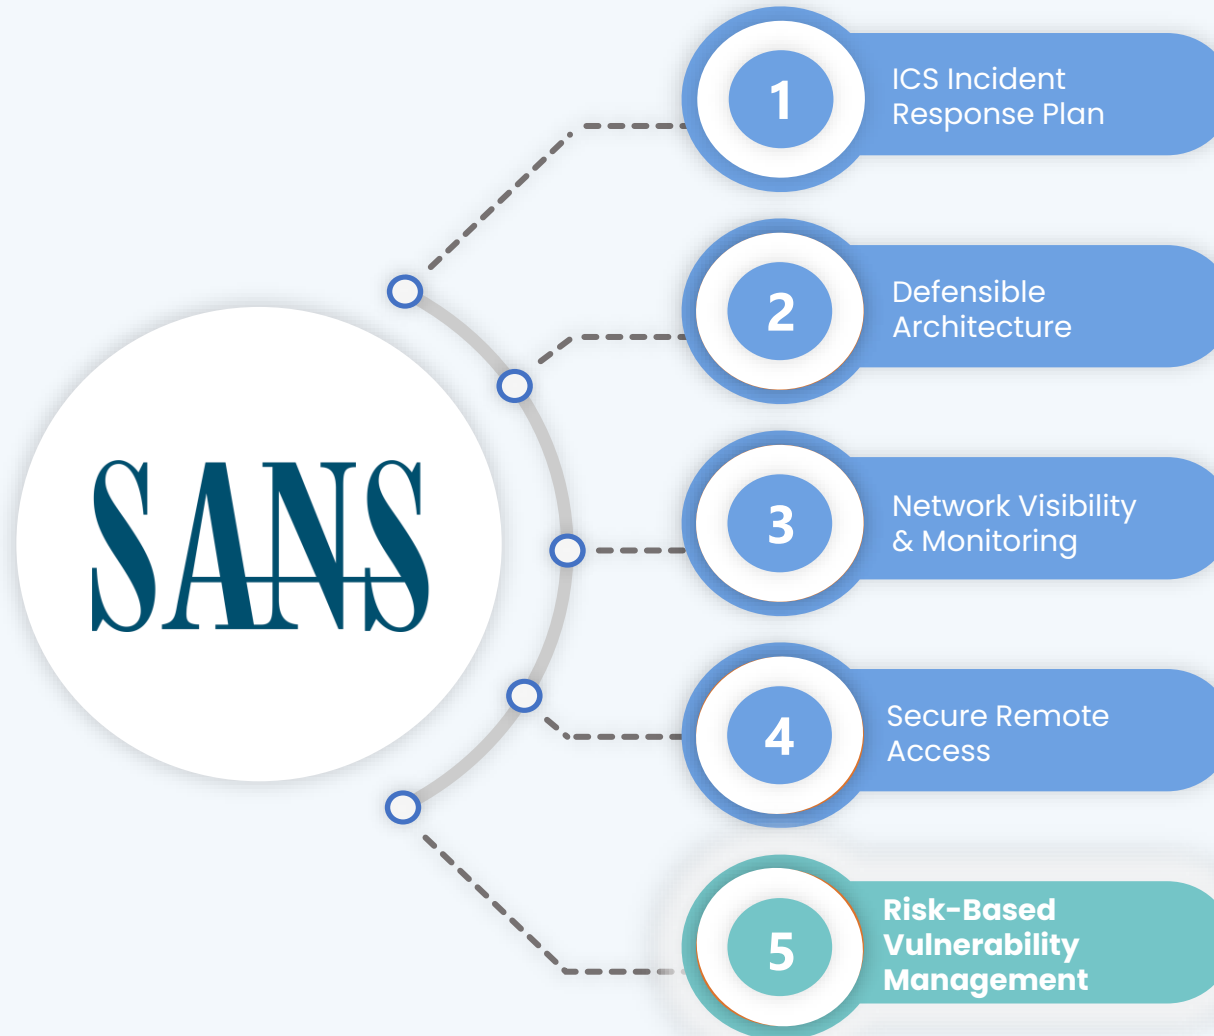 SANS
1
ICS Incident
Response Plan
2
Defensible
Architecture
3
Network Visibility
& Monitoring
4
Secure Remote
Access
5
Risk-Based
Vulnerability
Management